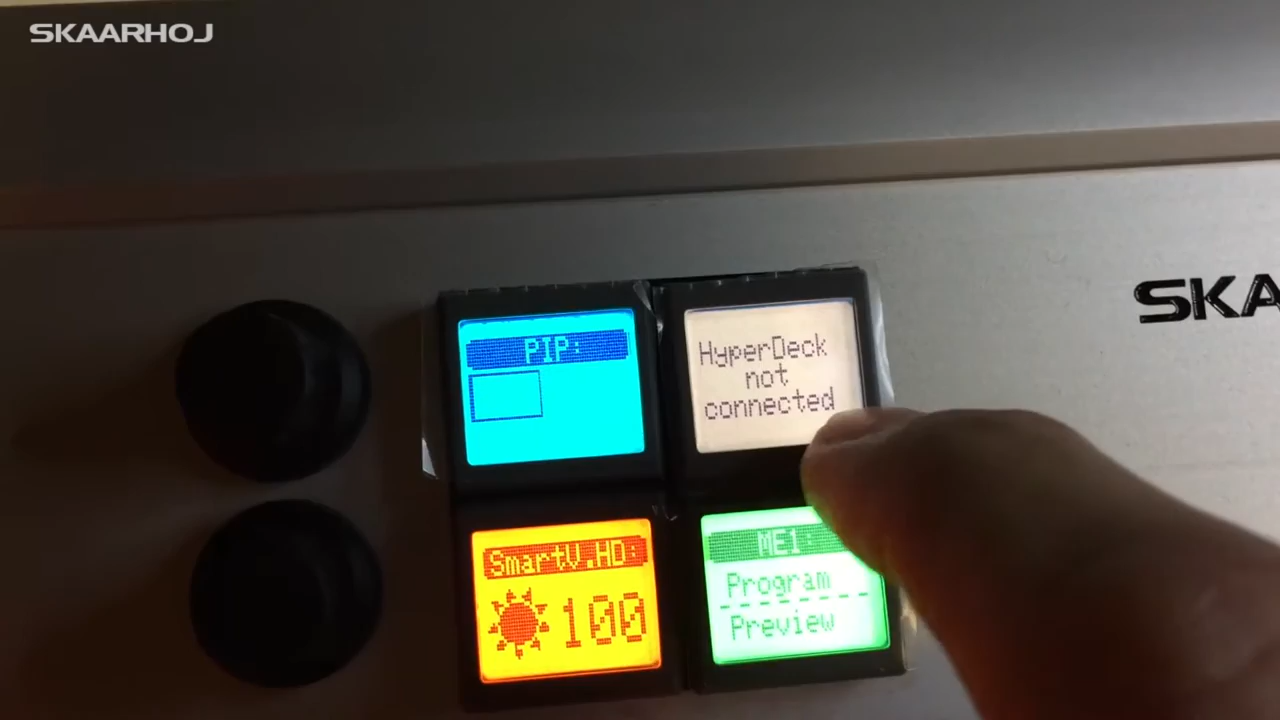 SKAARHOJ
SKA
PIP:
HyperDeck
not
connected
SmartV.HD:
100
ME1:
Program
Preview